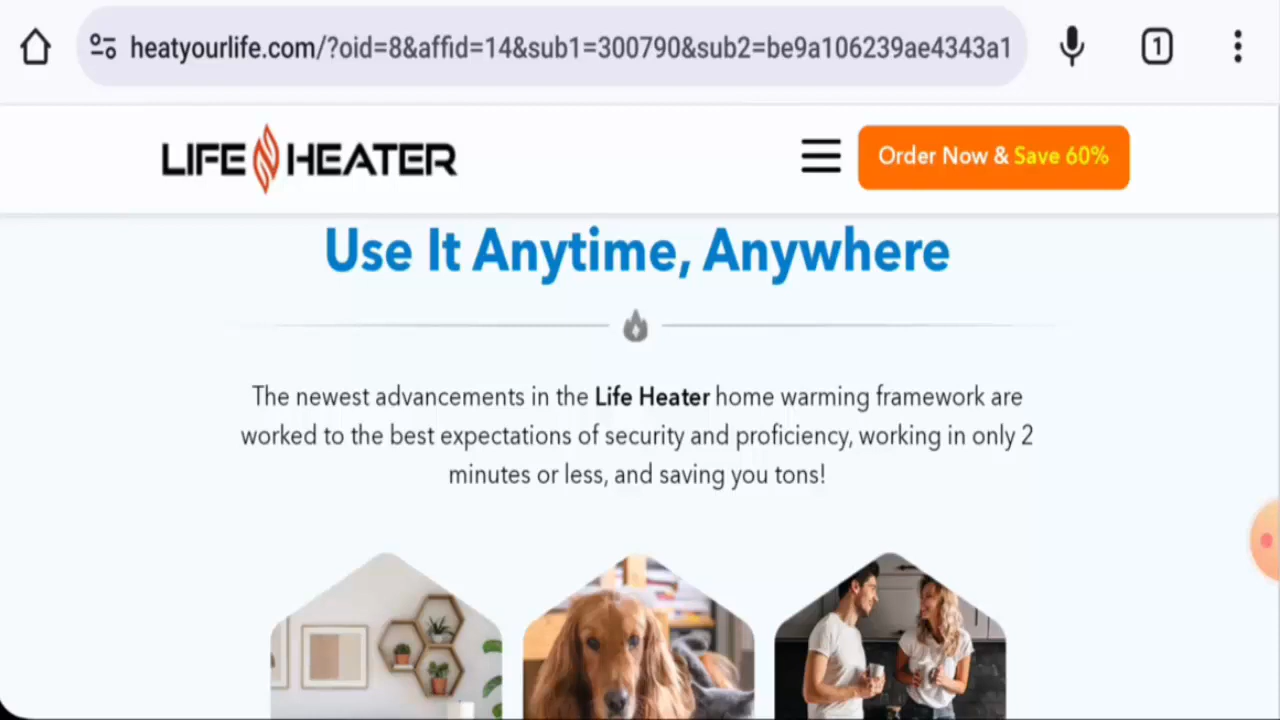 heatyourlife.com/?oid=8&affid=14&sub1=300790&sub2=be9a106239ae4343a1
1
LIFE HEATER
Order Now & Save 60%
Use It Anytime, Anywhere
The newest advancements in the Life Heater home warming framework are
worked to the best expectations of security and proficiency, working in only 2
minutes or less, and saving you tons!